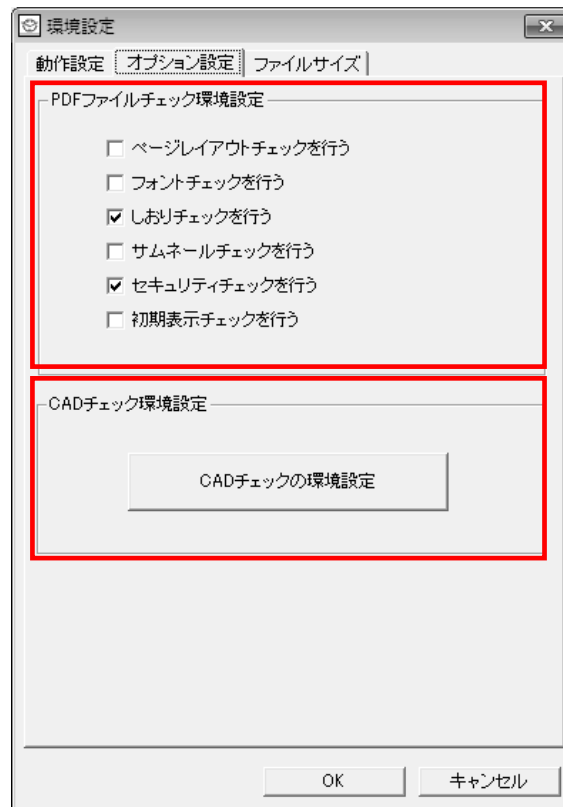 環境設定
動作設定 オプション設定 ファイルサイズ
PDFファイルチェック環境設定
ページレイアウトチェックを行う
フォントチェックを行う
しおりチェックを行う
サムネールチェックを行う
セキュリティチェックを行う
初期表示チェックを行う
CADチェック環境設定
CADチェックの環境設定
OK キャンセル